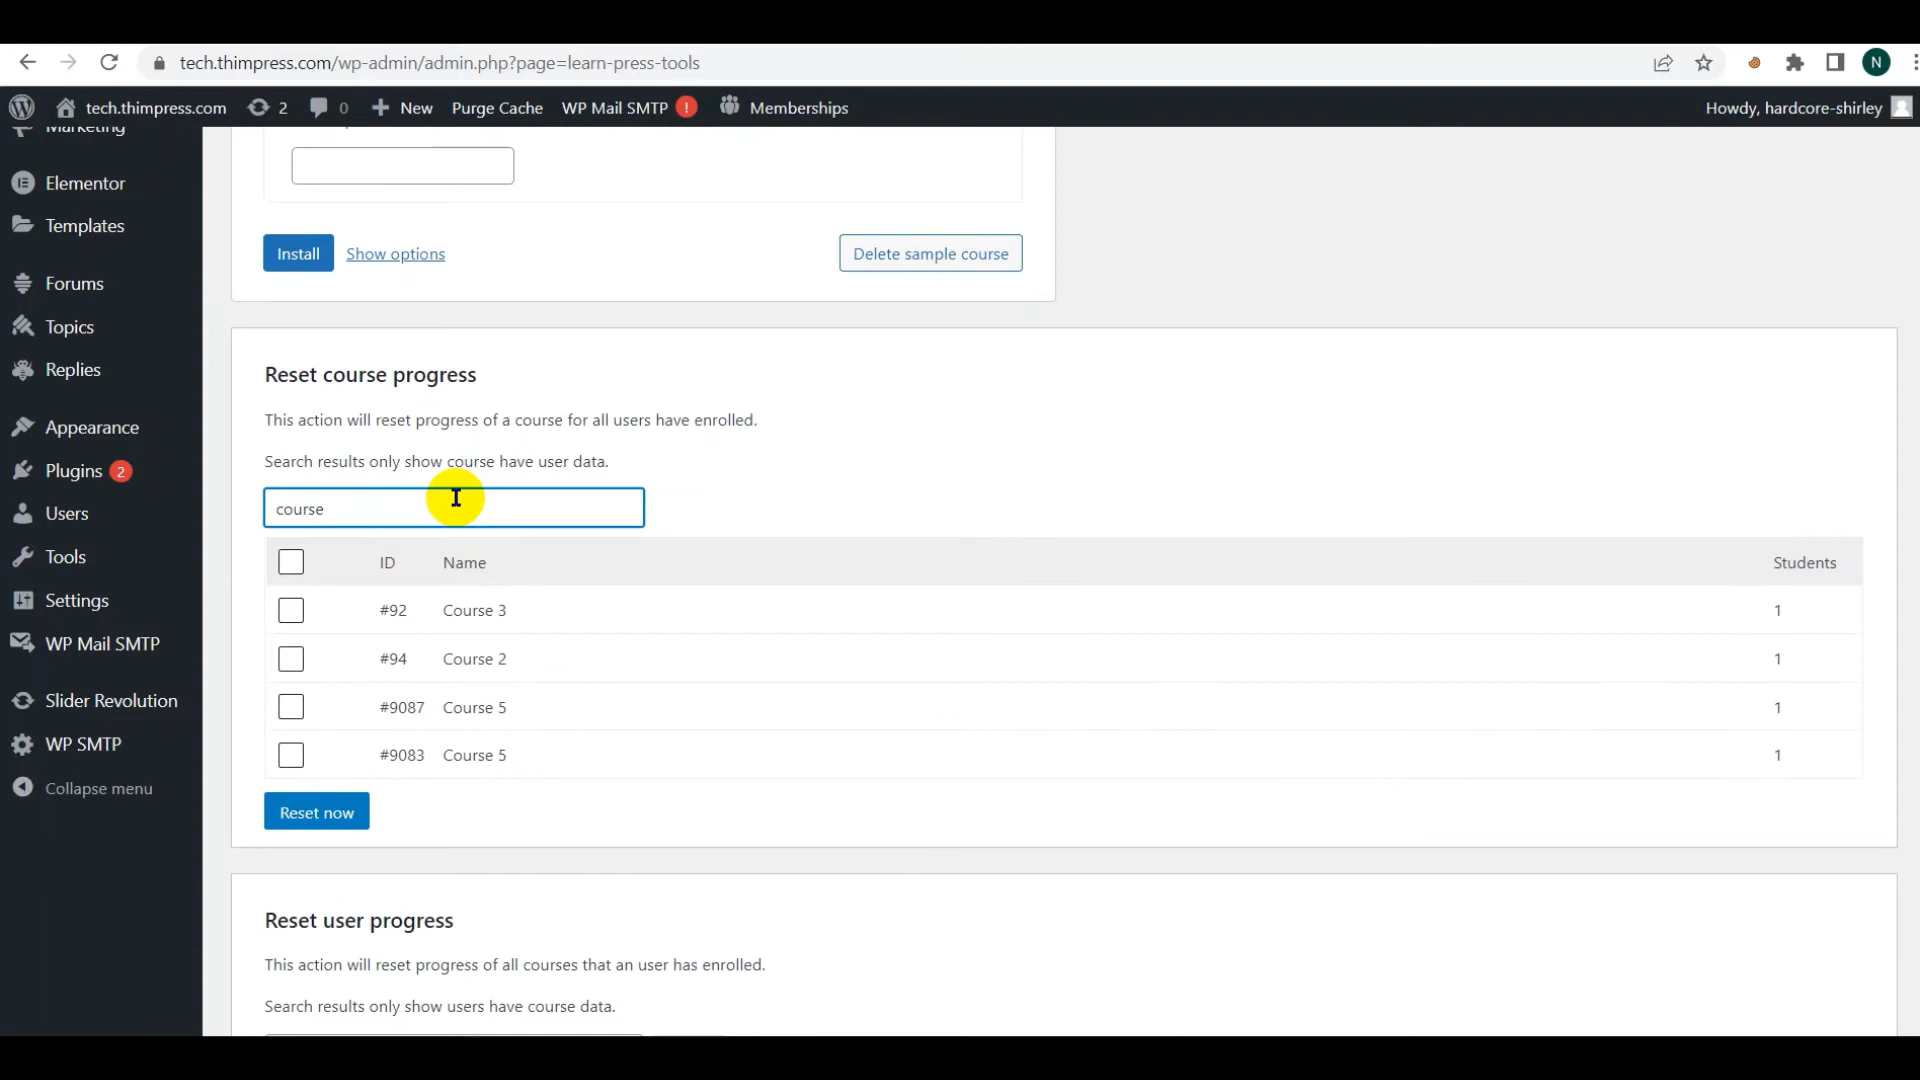 tech.thimpress.com/wp-admin/admin.php?page=learn-press-tools
N
tech.thimpress.com 2 0 New Purge Cache WP Mail SMTP ! Memberships Howdy, hardcore-shirley
Marketing
Elementor
Templates
Forums
Topics
Replies
Appearance
Plugins 2
Users
Tools
Settings
WP Mail SMTP
Slider Revolution
WP SMTP
Collapse menu
Install Show options Delete sample course
Reset course progress
This action will reset progress of a course for all users have enrolled.
Search results only show course have user data.
course
ID Name Students
#92 Course 3 1
#94 Course 2 1
#9087 Course 5 1
#9083 Course 5 1
Reset now
Reset user progress
This action will reset progress of all courses that an user has enrolled.
Search results only show users have course data.